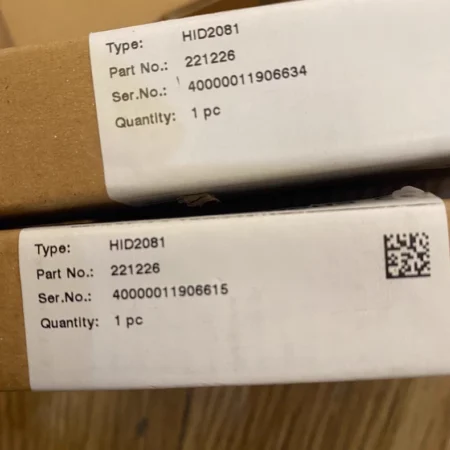 Type: HID2081
Part No.: 221226
Ser.No.: 40000011906634
Quantity: 1 pc
Type: HID2081
Part No.: 221226
Ser.No.: 40000011906615
Quantity: 1 pc